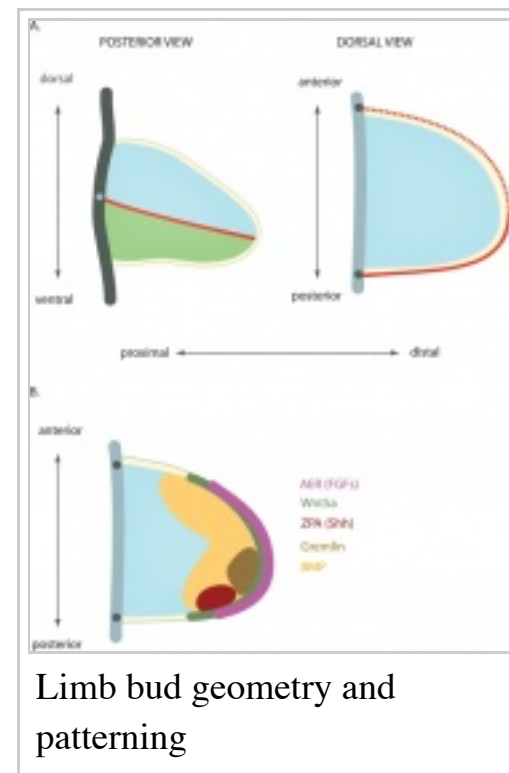 A.
POSTERIOR VIEW DORSAL VIEW
dorsal anterior
ventral posterior
proximal distal
B.
anterior
AER (FGFs)
Wnt3a
ZPA (Shh)
Gremlin
BMP
posterior
Limb bud geometry and
patterning